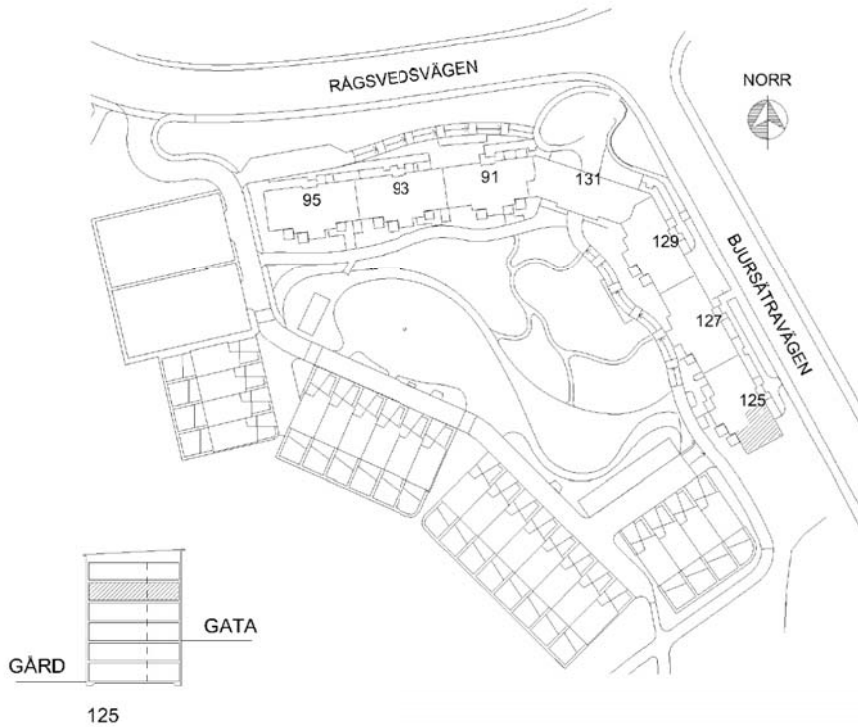 RÅGSVEDSVÄGEN
NORR
95
93
91
131
129
BJURSÄTRAVÄGEN
127
125
GATA
GÅRD
125